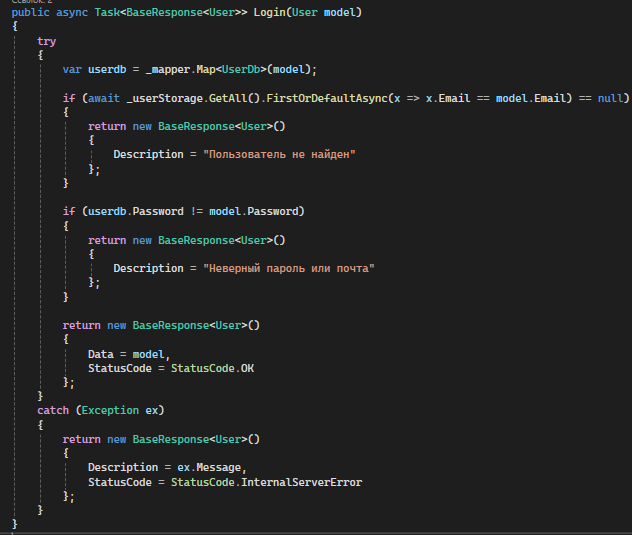 Ссылок: 2
public async Task<BaseResponse<User>> Login(User model)
{
try
{
var userdb = _mapper.Map<UserDb>(model);
if (await _userStorage.GetAll().FirstOrDefaultAsync(x => x.Email == model.Email) == null)
{
return new BaseResponse<User>()
{
Description = "Пользователь не найден"
};
}
if (userdb.Password != model.Password)
{
return new BaseResponse<User>()
{
Description = "Неверный пароль или почта"
};
}
return new BaseResponse<User>()
{
Data = model,
StatusCode = StatusCode.OK
};
}
catch (Exception ex)
{
return new BaseResponse<User>()
{
Description = ex.Message,
StatusCode = StatusCode.InternalServerError
};
}
}